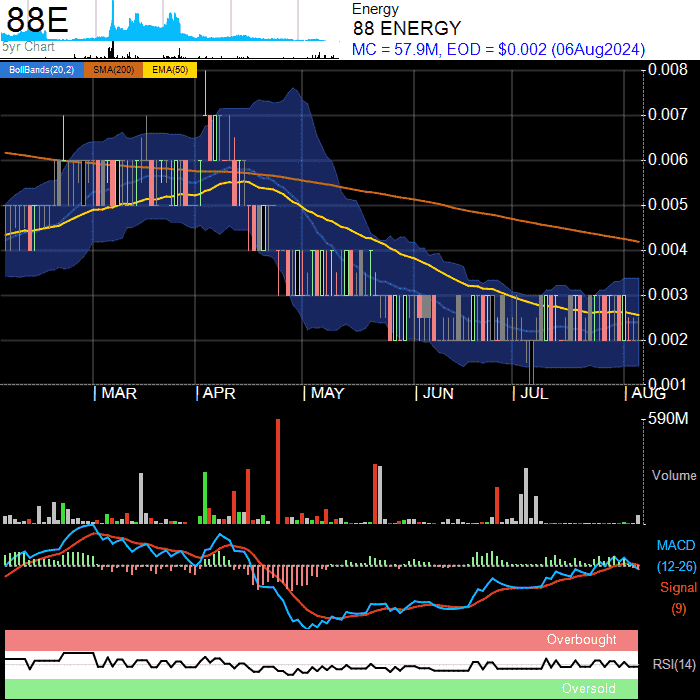 88E
5yr Chart
Energy
88 ENERGY
MC = 57.9M, EOD = $0.002 (06Aug2024)
BollBands(20,2) SMA(200) EMA(50)
0.008
0.007
0.006
0.005
0.004
0.003
0.002
0.001
MAR APR MAY JUN JUL AUG
590M
Volume
MACD
(12-26)
Signal
(9)
Overbought
RSI(14)
Oversold